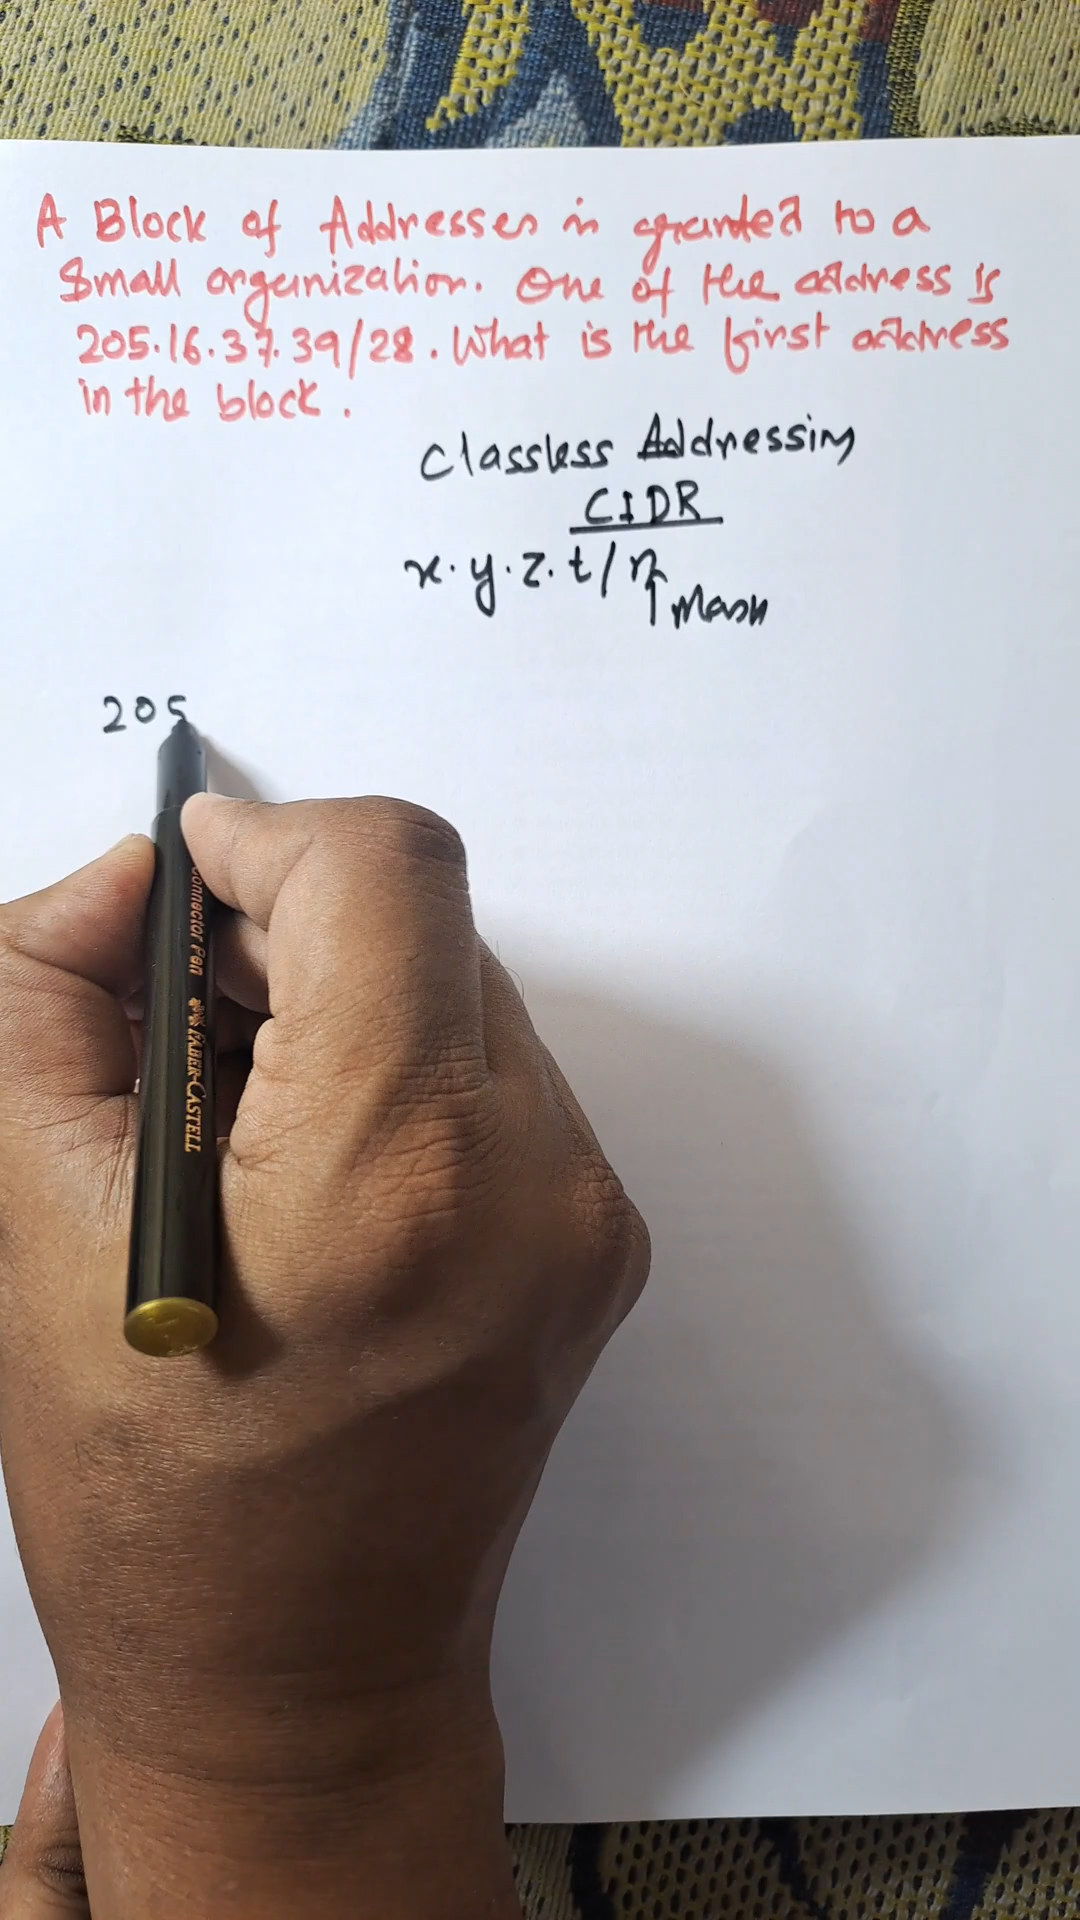 A Block of Addresses is granted to a
Small organization. One of the address is
205.16.37.39/28. What is the first address
in the block.
Classless Addressing
CIDR
x.y.z.t/n
Mask
205
Connector Pen FABER-CASTELL